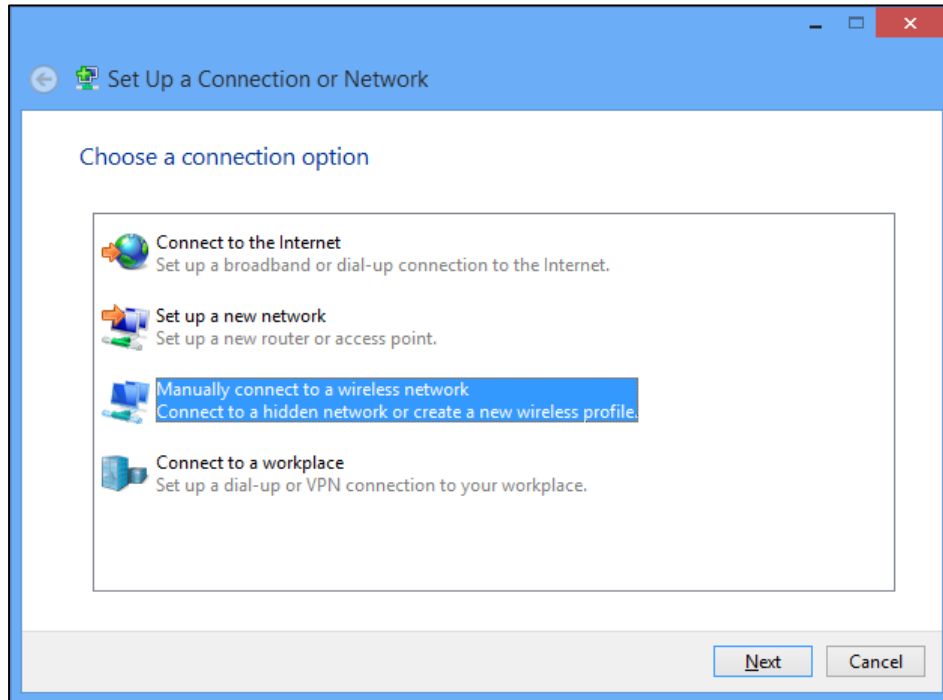 Set Up a Connection or Network
Choose a connection option
Connect to the Internet
Set up a broadband or dial-up connection to the Internet.
Set up a new network
Set up a new router or access point.
Manually connect to a wireless network
Connect to a hidden network or create a new wireless profile.
Connect to a workplace
Set up a dial-up or VPN connection to your workplace.
Next Cancel